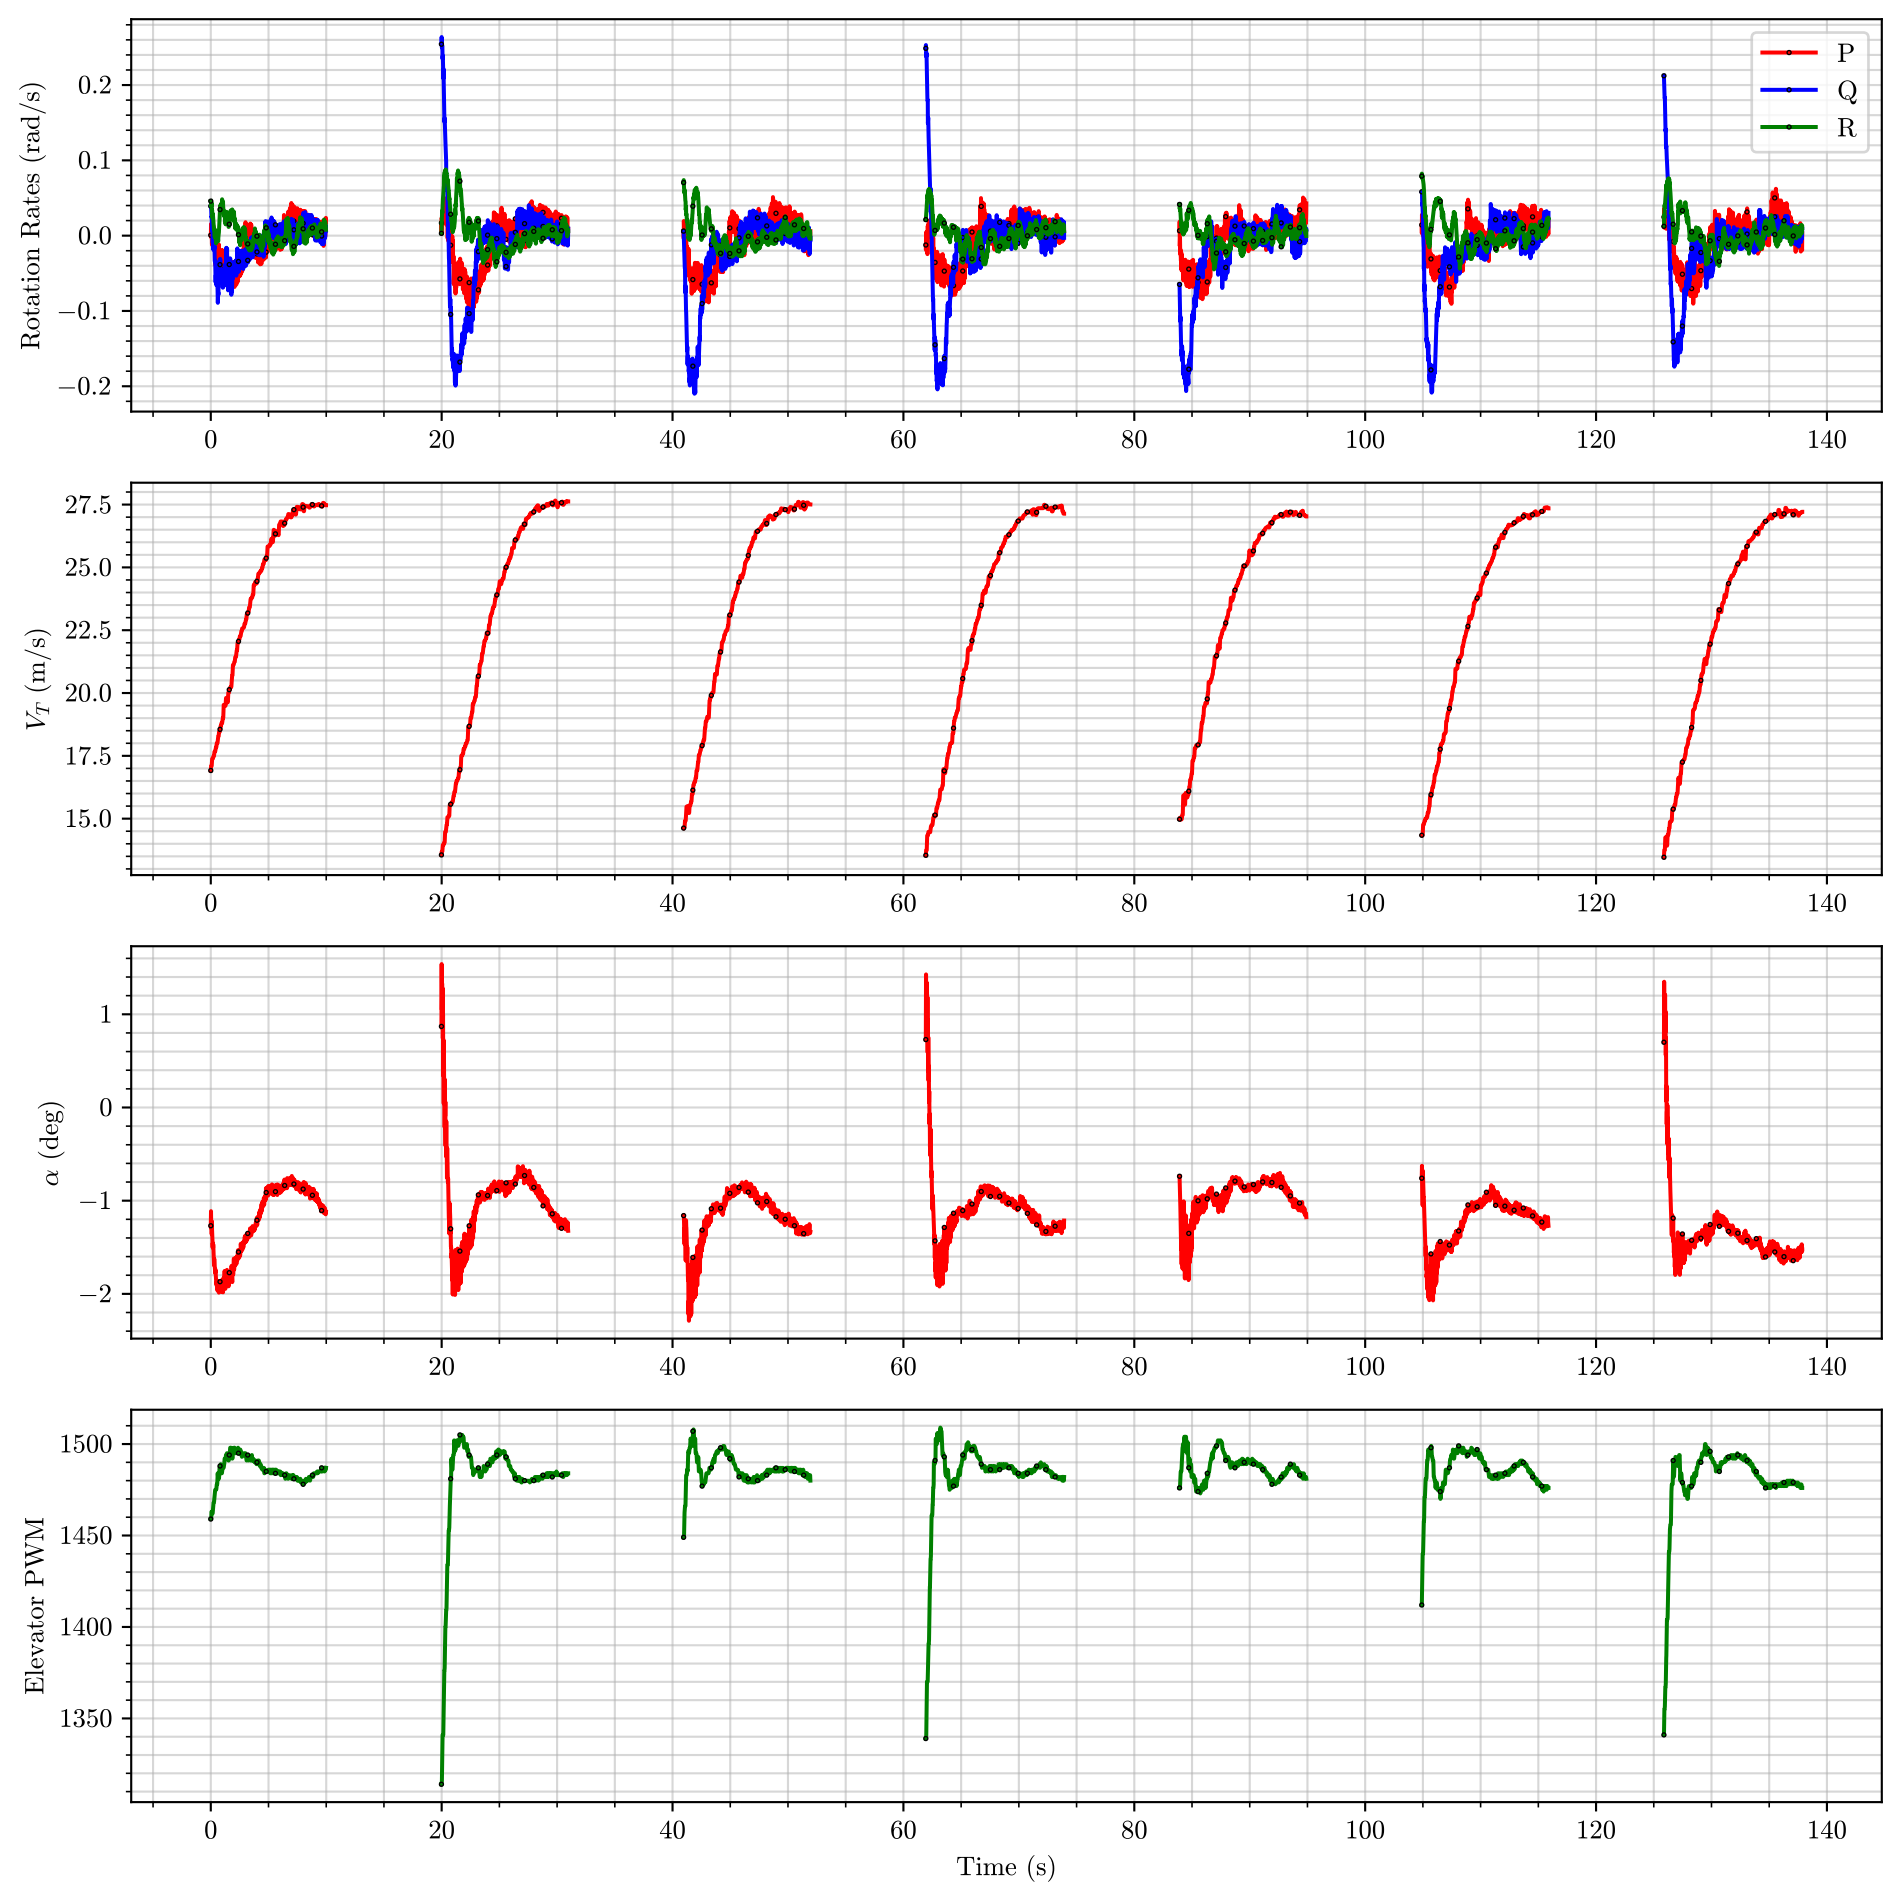 Rotation Rates (rad/s)
0.2
0.1
0.0
−0.1
−0.2
P
Q
R
0 20 40 60 80 100 120 140
V_T (m/s)
27.5
25.0
22.5
20.0
17.5
15.0
0 20 40 60 80 100 120 140
α (deg)
1
0
−1
−2
0 20 40 60 80 100 120 140
Elevator PWM
1500
1450
1400
1350
0 20 40 60 80 100 120 140
Time (s)